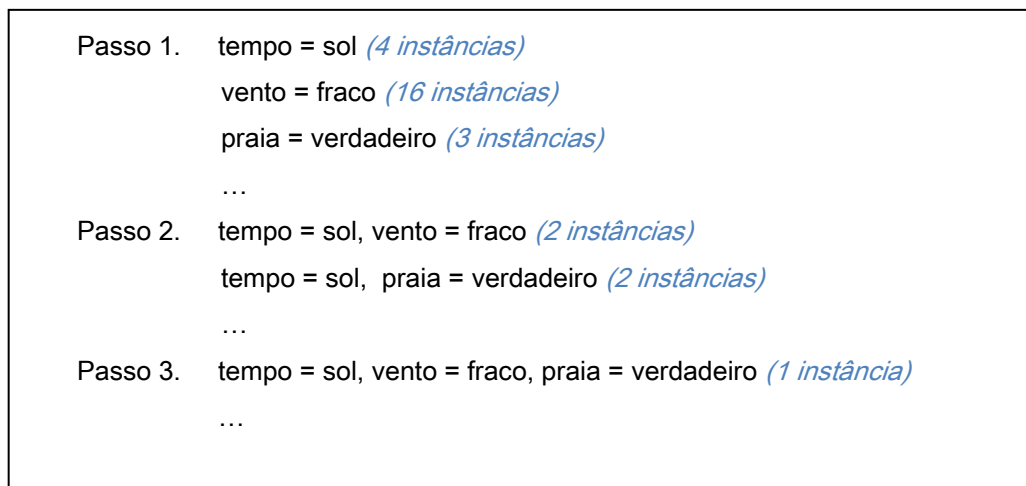 Passo 1. tempo = sol (4 instâncias)
vento = fraco (16 instâncias)
praia = verdadeiro (3 instâncias)
…
Passo 2. tempo = sol, vento = fraco (2 instâncias)
tempo = sol, praia = verdadeiro (2 instâncias)
…
Passo 3. tempo = sol, vento = fraco, praia = verdadeiro (1 instância)
…